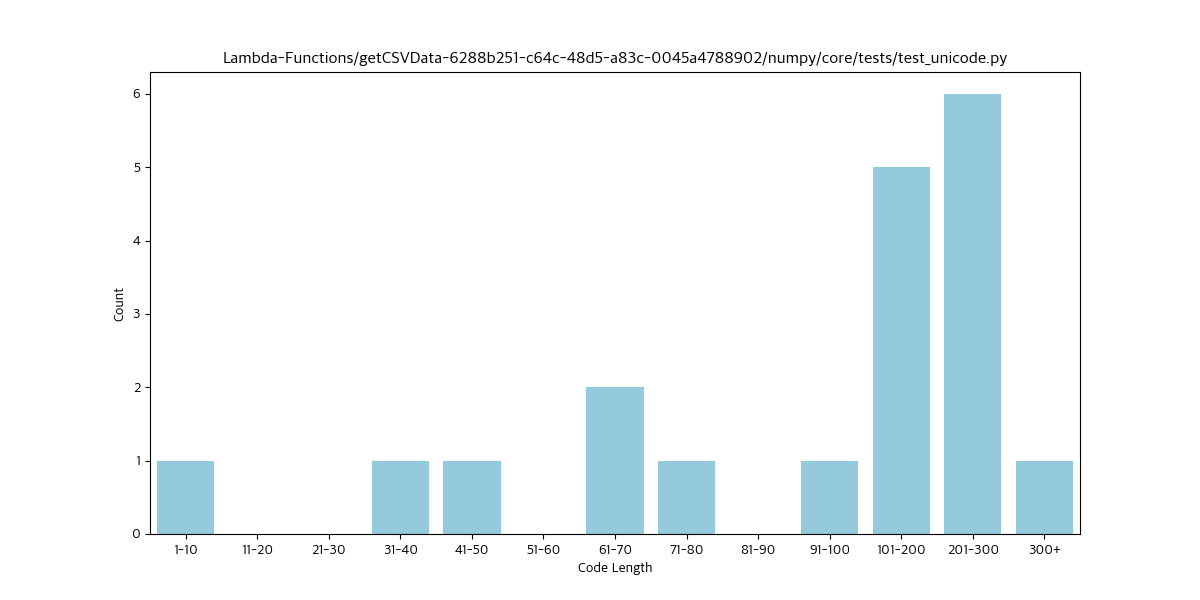 Lambda-Functions/getCSVData-6288b251-c64c-48d5-a83c-0045a4788902/numpy/core/tests/test_unicode.py
6
5
4
3
2
1
0
Count
1-10 11-20 21-30 31-40 41-50 51-60 61-70 71-80 81-90 91-100 101-200 201-300 300+
Code Length